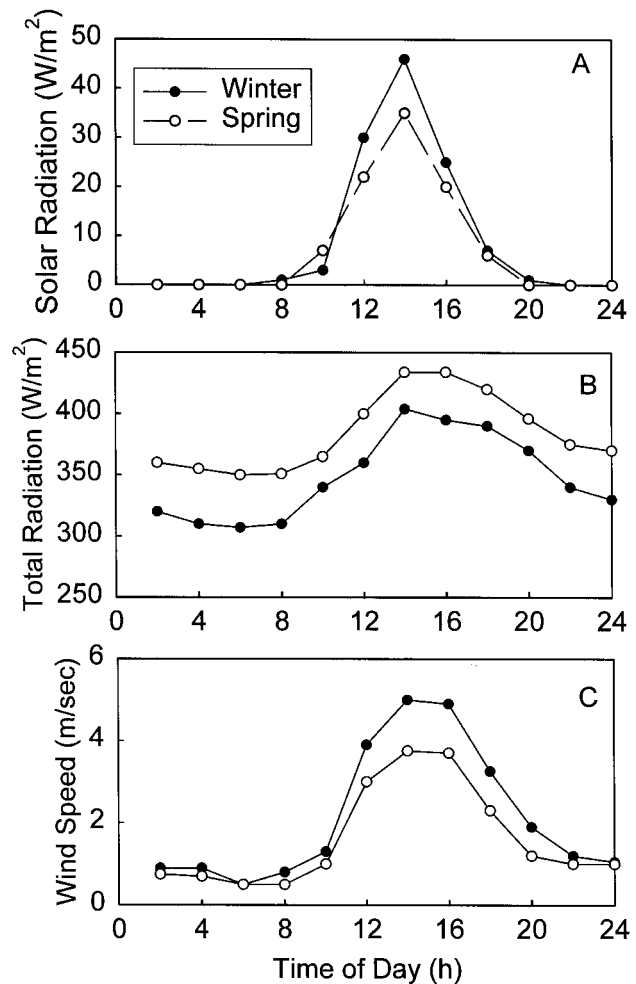 Solar Radiation (W/m²)
50
40
30
20
10
0
A
Winter
Spring
0 4 8 12 16 20 24
Total Radiation (W/m²)
450
400
350
300
250
B
0 4 8 12 16 20 24
Wind Speed (m/sec)
6
4
2
0
C
0 4 8 12 16 20 24
Time of Day (h)